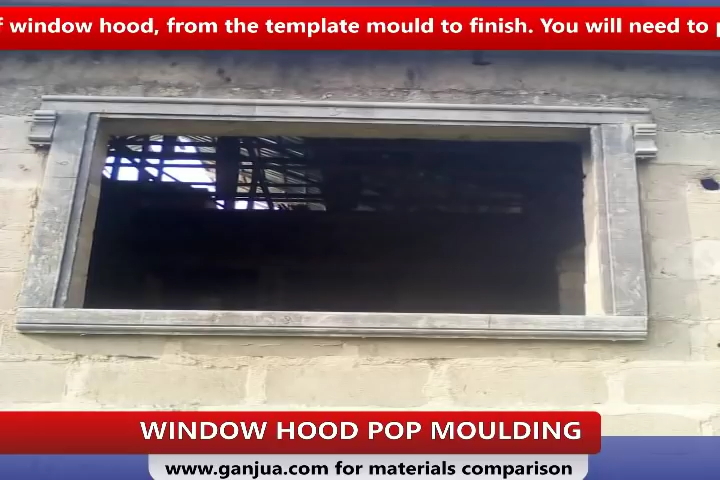 f window hood, from the template mould to finish. You will need to
WINDOW HOOD POP MOULDING
www.ganjua.com for materials comparison